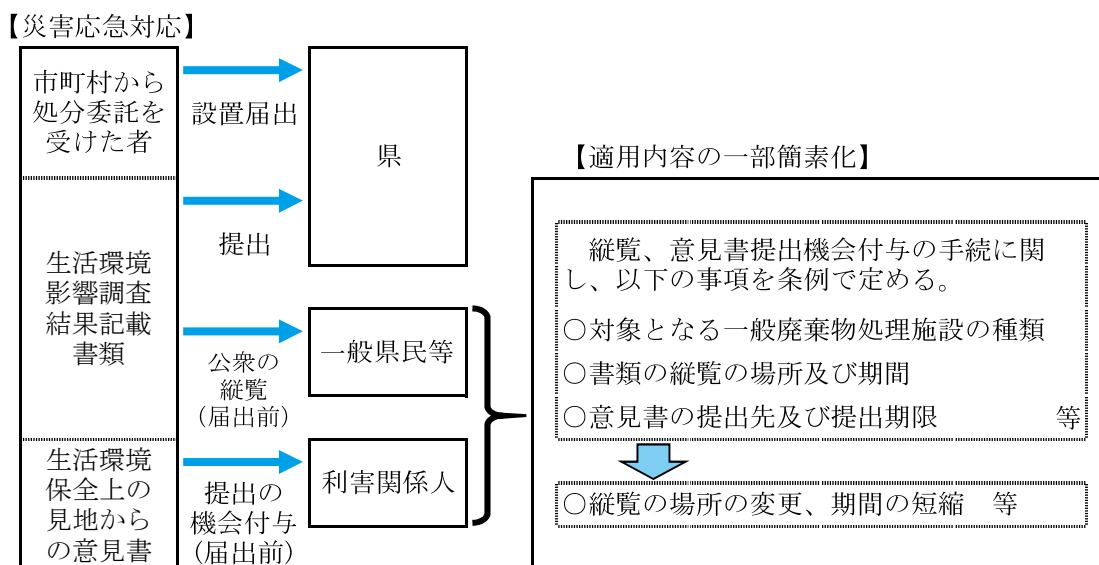 【災害応急対応】
市町村から
処分委託を
受けた者
設置届出
県
提出
生活環境
影響調査
結果記載
書類
公衆の
縦覧
(届出前)
一般県民等
生活環境
保全上の
見地から
の意見書
提出の
機会付与
(届出前)
利害関係人
【適用内容の一部簡素化】
縦覧、意見書提出機会付与の手続に関
し、以下の事項を条例で定める。
○対象となる一般廃棄物処理施設の種類
○書類の縦覧の場所及び期間
○意見書の提出先及び提出期限　等
○縦覧の場所の変更、期間の短縮　等